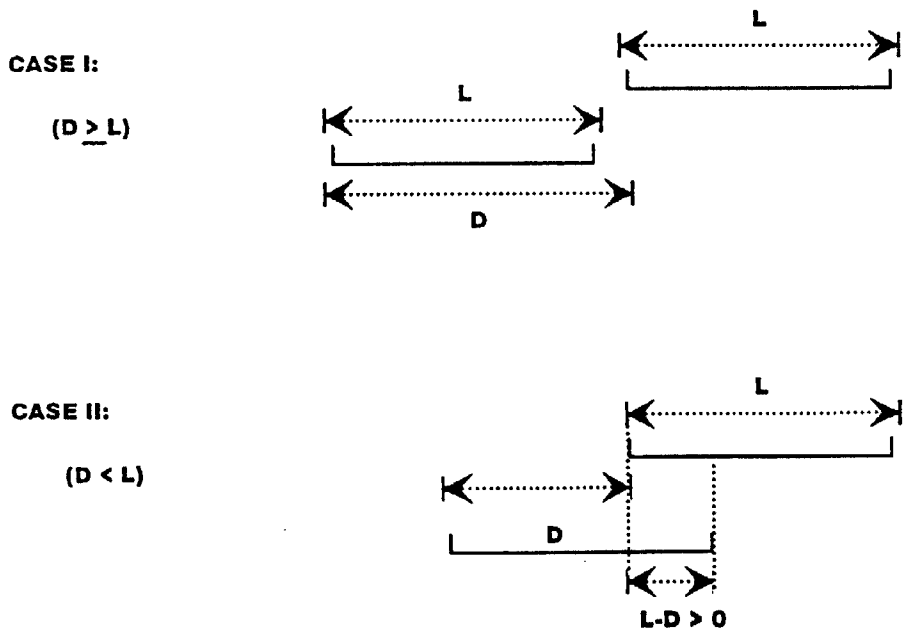 L
CASE I:
L
(D ≥ L)
D
L
CASE II:
(D < L)
D
L-D > 0